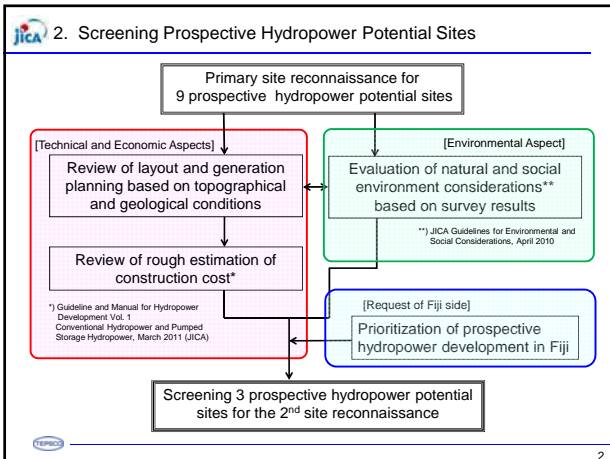 jICA 2. Screening Prospective Hydropower Potential Sites
Primary site reconnaissance for
9 prospective hydropower potential sites
[Technical and Economic Aspects]
Review of layout and generation
planning based on topographical
and geological conditions
Review of rough estimation of
construction cost*
*) Guideline and Manual for Hydropower
Development Vol. 1
Conventional Hydropower and Pumped
Storage Hydropower, March 2011 (JICA)
[Environmental Aspect]
Evaluation of natural and social
environment considerations**
based on survey results
**) JICA Guidelines for Environmental and
Social Considerations, April 2010
[Request of Fiji side]
Prioritization of prospective
hydropower development in Fiji
Screening 3 prospective hydropower potential
sites for the 2nd site reconnaissance
TEPSCO
2